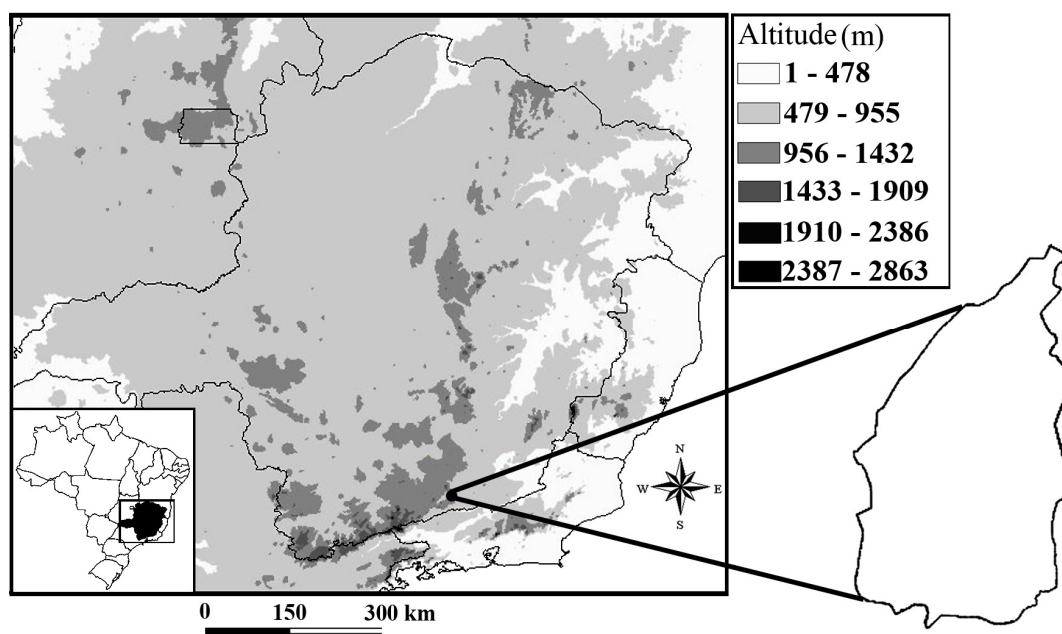 Altitude (m)
1 - 478
479 - 955
956 - 1432
1433 - 1909
1910 - 2386
2387 - 2863
N
W E
S
0 150 300 km